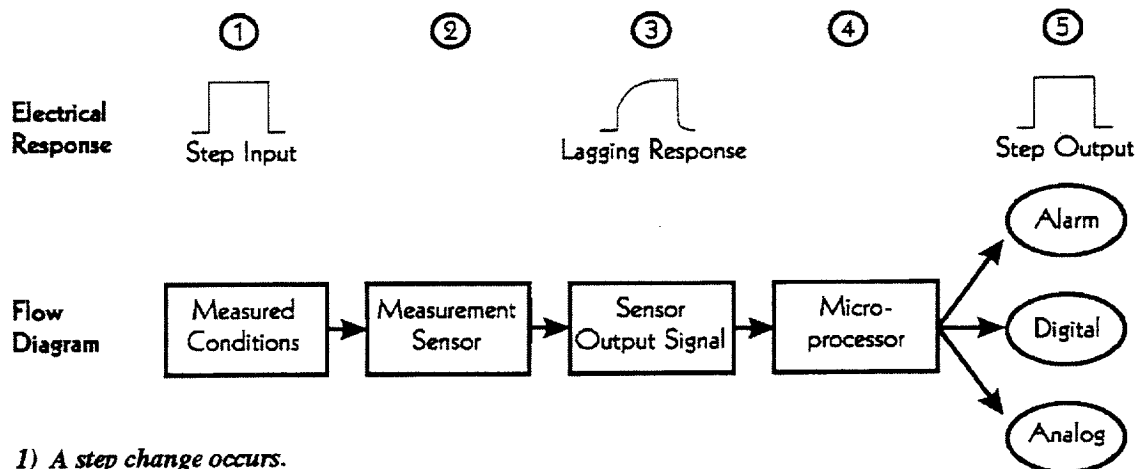 ① ② ③ ④ ⑤
Electrical
Response
Step Input
Lagging Response
Step Output
Flow
Diagram
Measured
Conditions
Measurement
Sensor
Sensor
Output Signal
Micro-
processor
Alarm
Digital
Analog
1) A step change occurs.